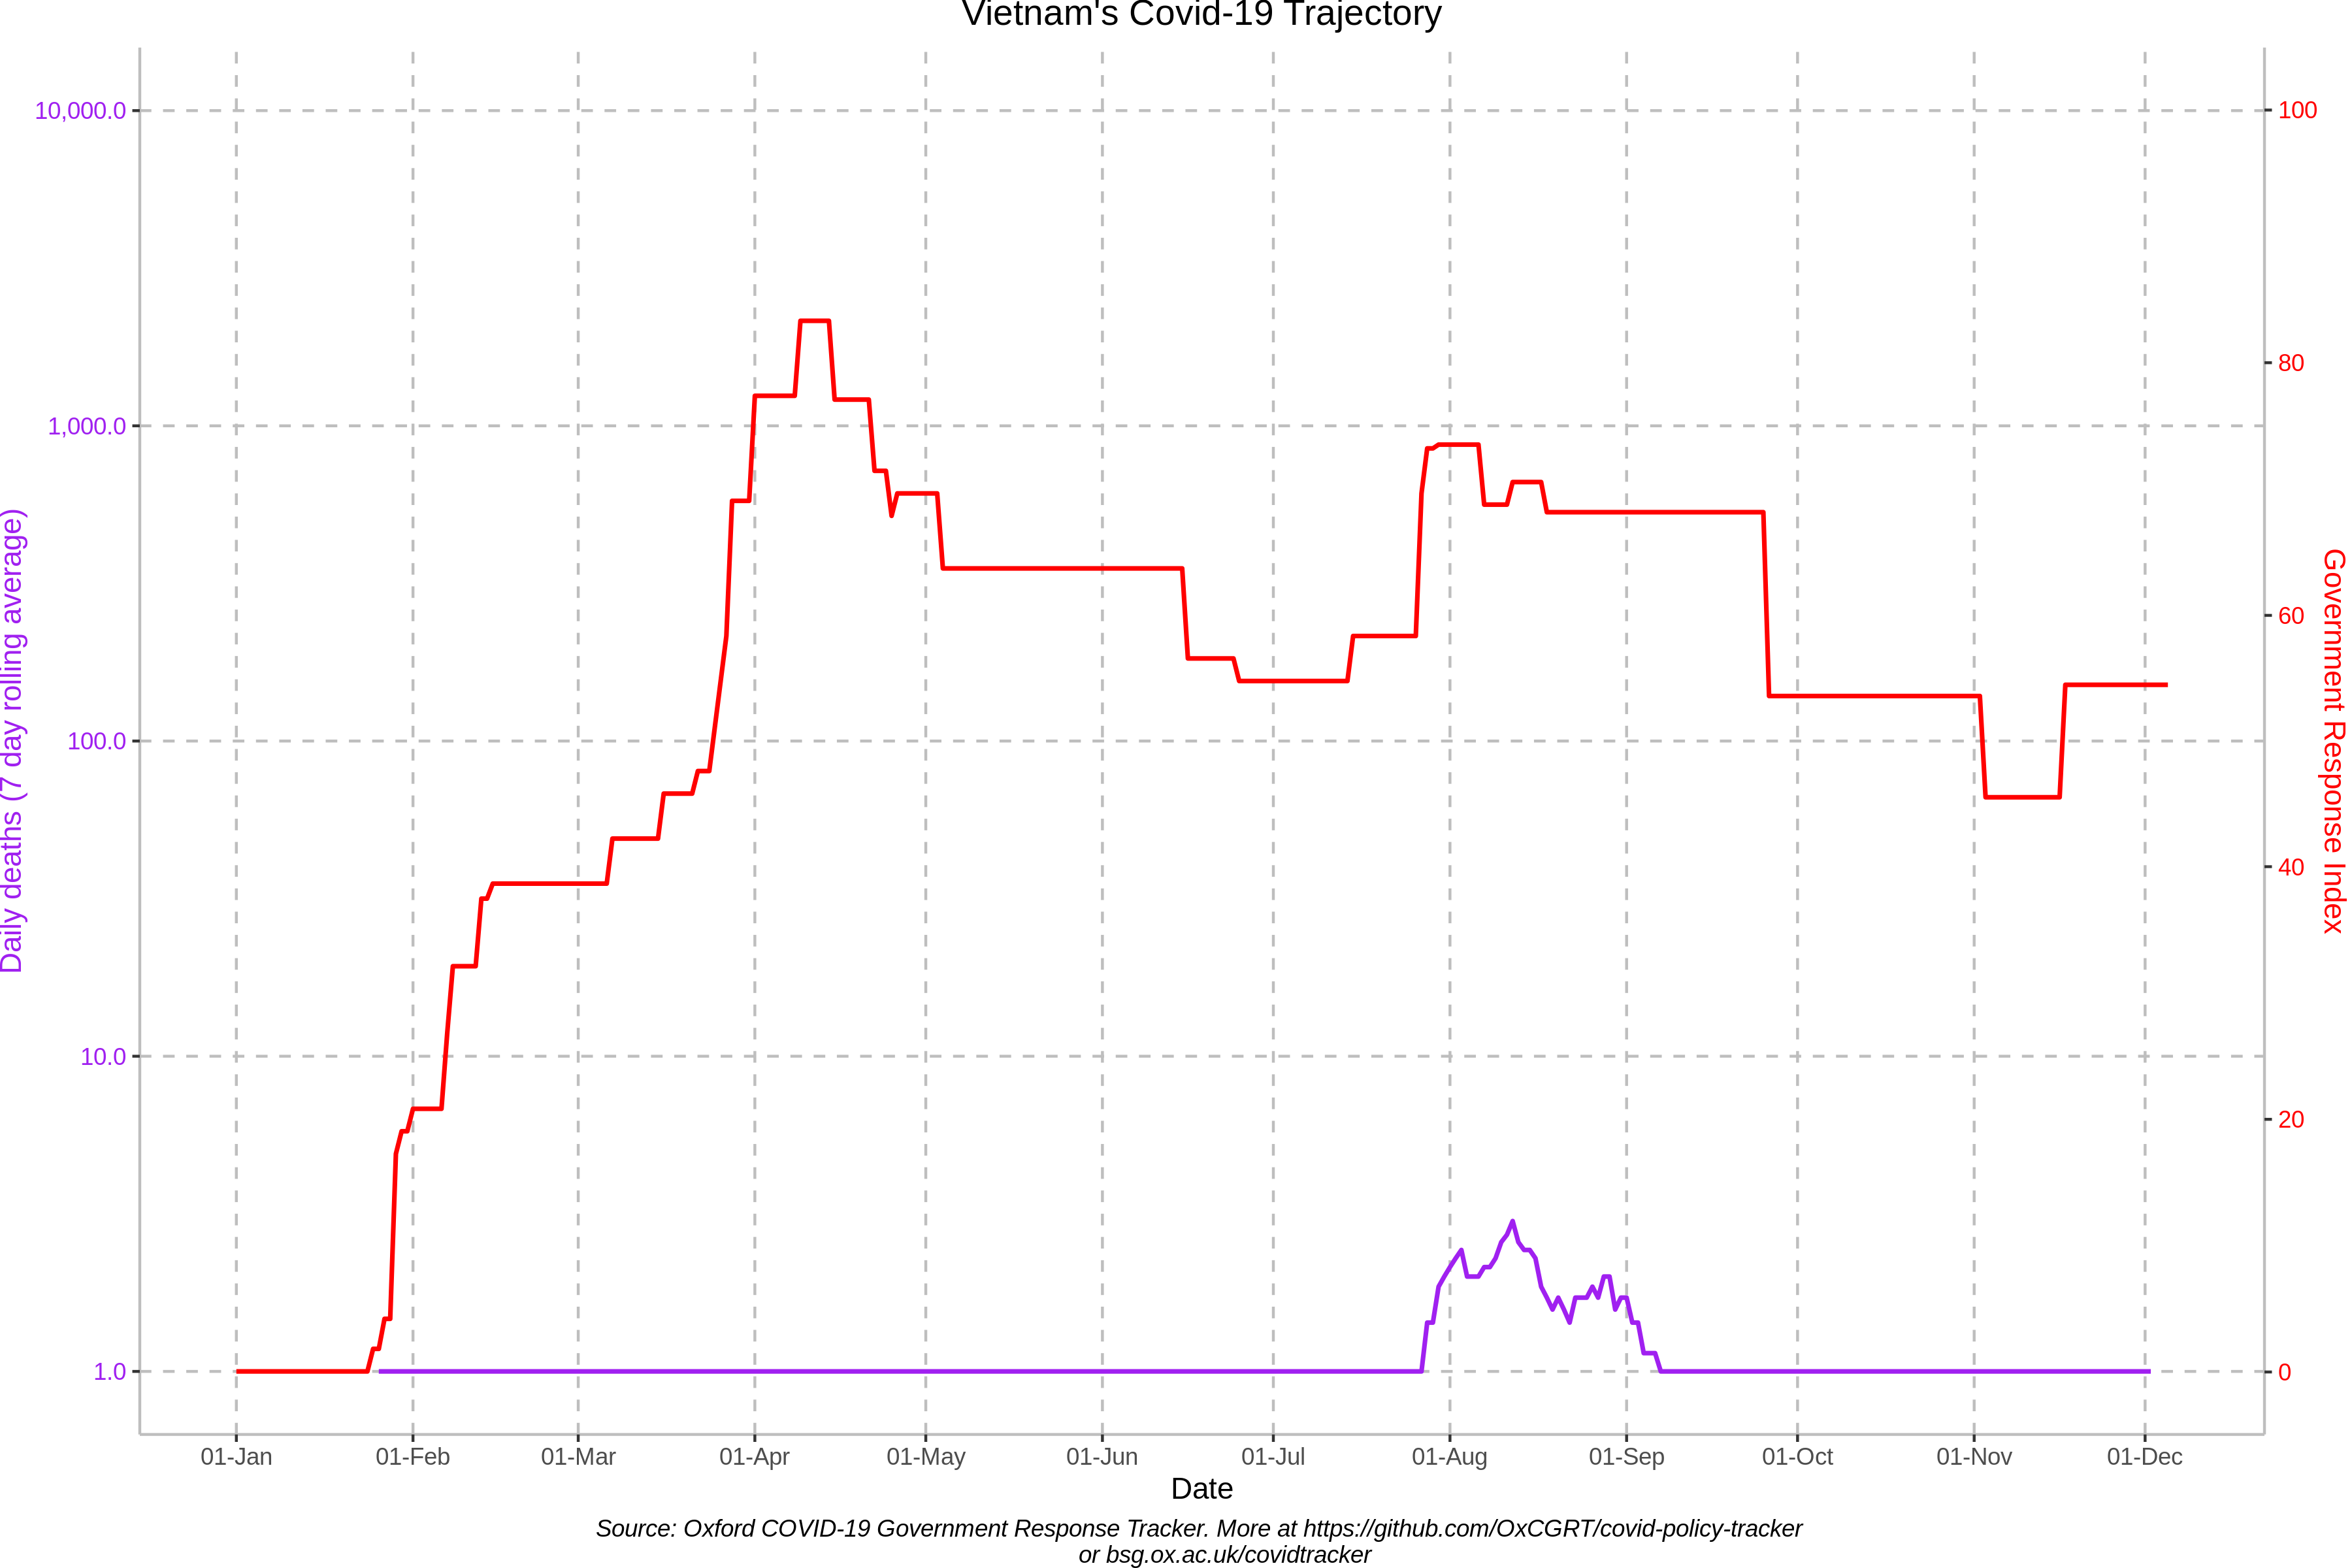 Vietnam's Covid-19 Trajectory
Daily deaths (7 day rolling average)
10,000.0
1,000.0
100.0
10.0
1.0
100
80
60
40
20
0
Government Response Index
01-Jan 01-Feb 01-Mar 01-Apr 01-May 01-Jun 01-Jul 01-Aug 01-Sep 01-Oct 01-Nov 01-Dec
Date
Source: Oxford COVID-19 Government Response Tracker. More at https://github.com/OxCGRT/covid-policy-tracker
or bsg.ox.ac.uk/covidtracker